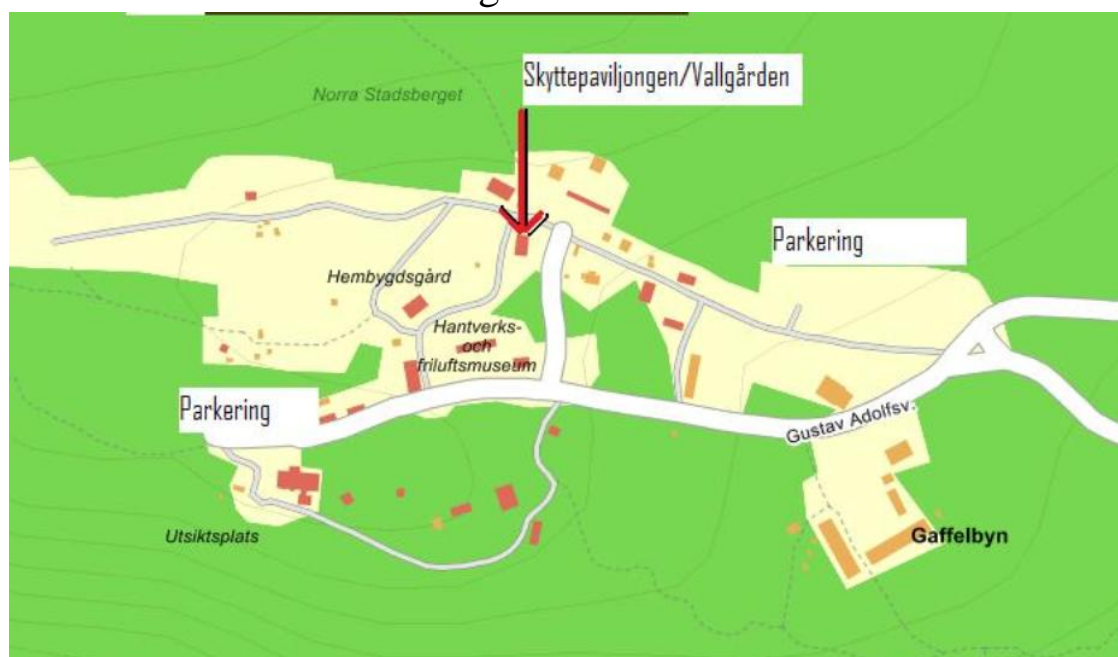 Skyttepaviljongen/Vallgården
Norra Stadsberget
Parkering
Hembygdsgård
Hantverks-
och
friluftsmuseum
Parkering
Gustav Adolfsv.
Utsiktsplats
Gaffelbyn